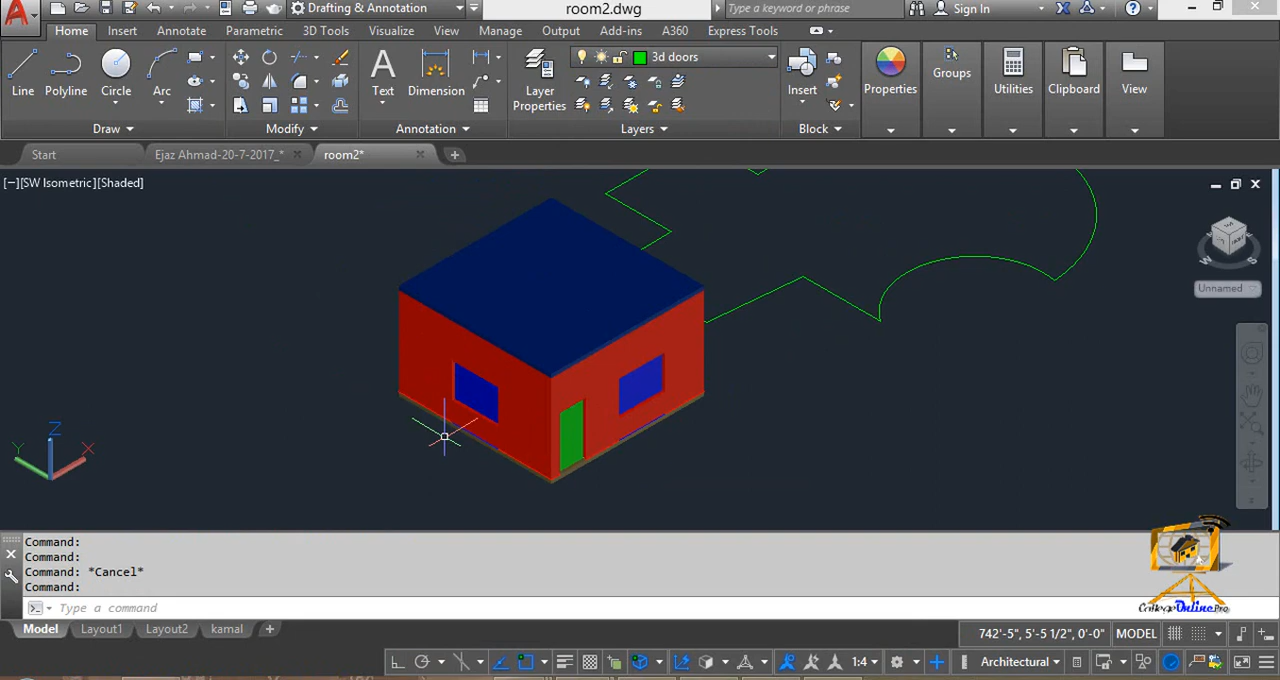 Drafting & Annotation
room2.dwg
Type a keyword or phrase
Sign In
Home Insert Annotate Parametric 3D Tools Visualize View Manage Output Add-ins A360 Express Tools
3d doors
Line Polyline Circle Arc Text Dimension Layer Properties Insert Properties Groups Utilities Clipboard View
Draw Modify Annotation Layers Block
Start Ejaz Ahmad-20-7-2017_* room2*
[−][SW Isometric][Shaded]
W S
Unnamed
Z
Y X
Command:
Command:
Command: *Cancel*
Command:
Type a command
College Online.Pro
Model Layout1 Layout2 kamal
742'-5", 5'-5 1/2", 0'-0" MODEL
1:4 Architectural